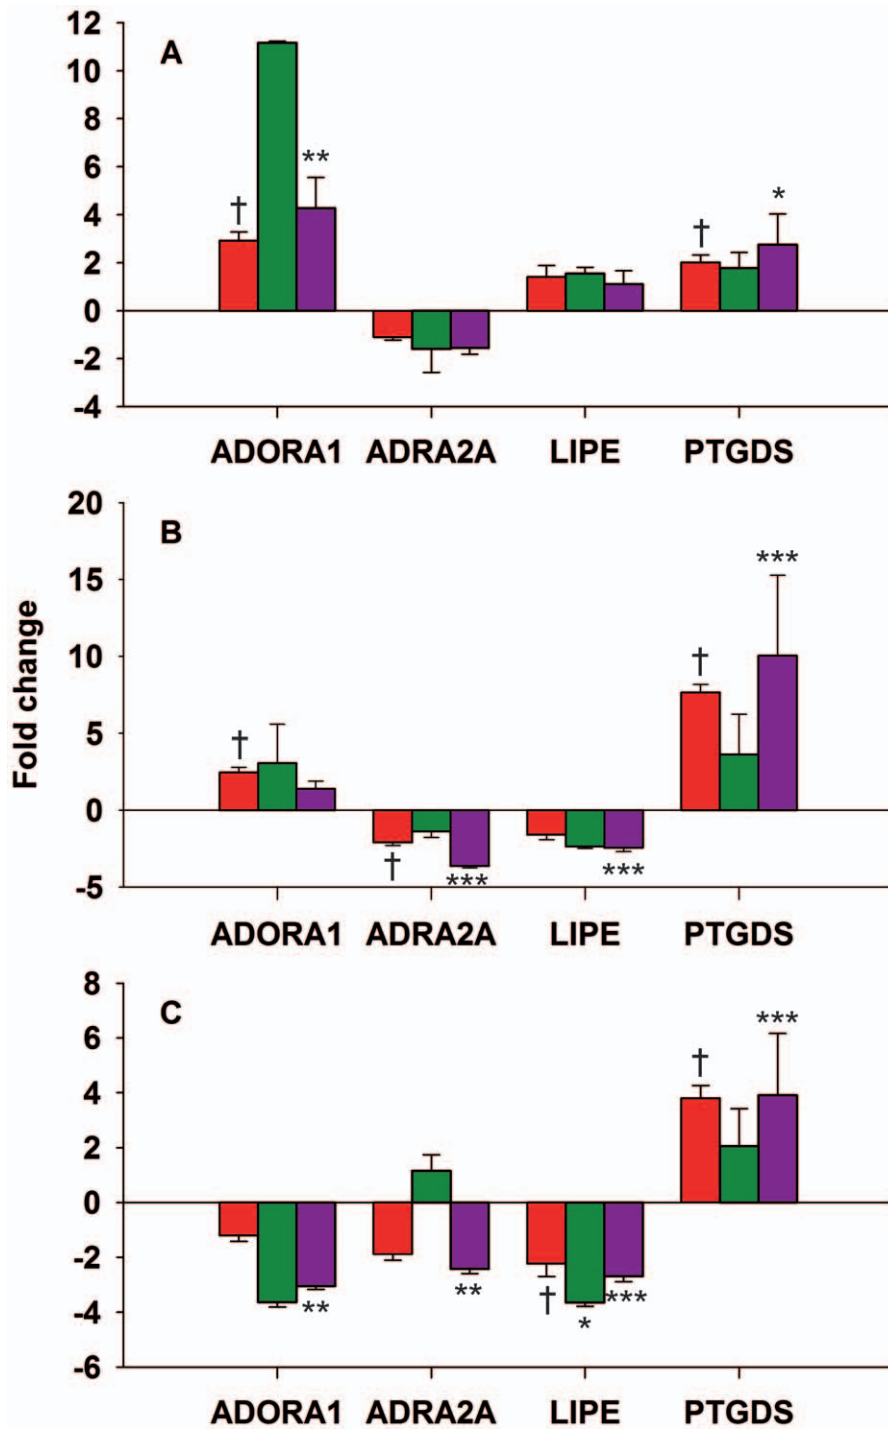 Fold change
A
12
10
8
6
4
2
0
-2
-4
† ** † *
ADORA1 ADRA2A LIPE PTGDS
B
20
15
10
5
0
-5
† † *** *** † ***
ADORA1 ADRA2A LIPE PTGDS
C
8
6
4
2
0
-2
-4
-6
** ** † * *** † ***
ADORA1 ADRA2A LIPE PTGDS